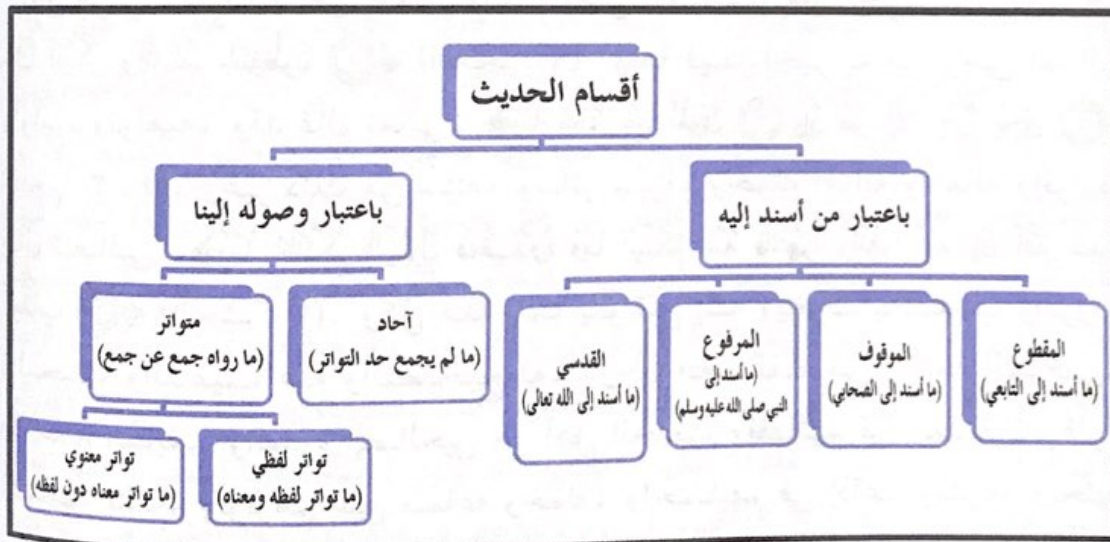 أقسام الحديث
باعتبار من أسند إليه
باعتبار وصوله إلينا
المقطوع
(ما أسند إلى التابعي)
الموقوف
(ما أسند إلى الصحابي)
المرفوع
(ما أسند إلى
النبي صلى الله عليه وسلم)
القدسي
(ما أسند إلى الله تعالى)
آحاد
(ما لم يجمع حد التواتر)
متواتر
(ما رواه جمع عن جمع)
تواتر لفظي
(ما تواتر لفظه ومعناه)
تواتر معنوي
(ما تواتر معناه دون لفظه)